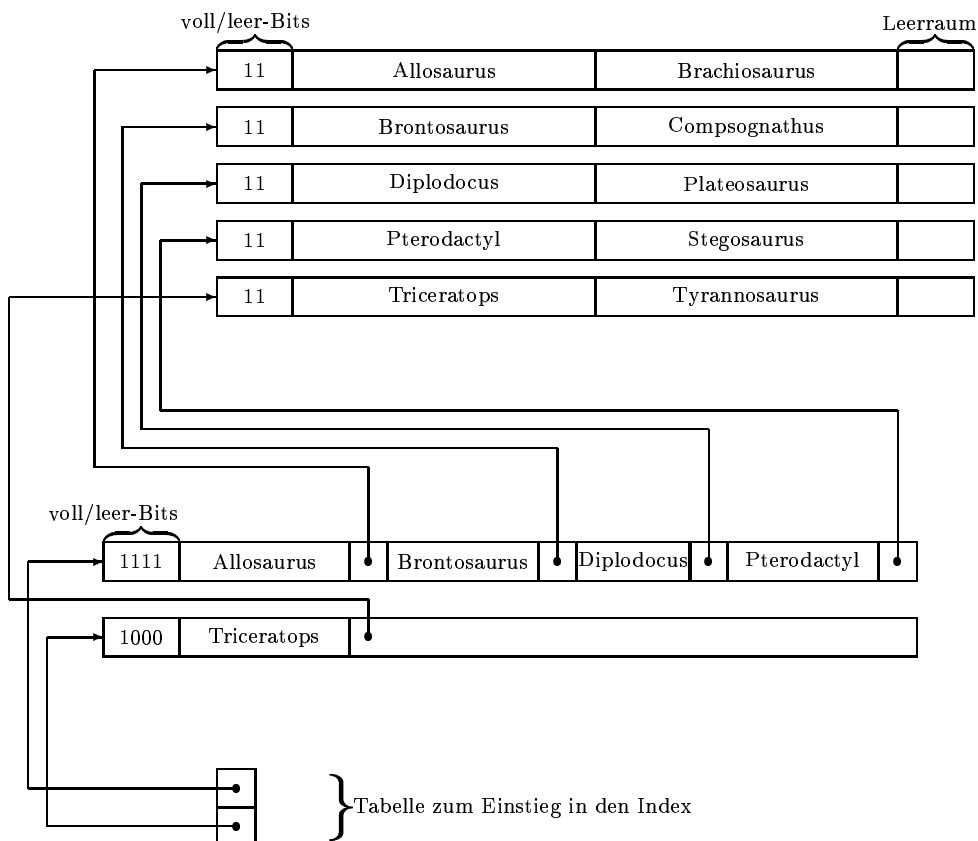 voll/leer-Bits Leerraum
11 Allosaurus Brachiosaurus
11 Brontosaurus Compsognathus
11 Diplodocus Plateosaurus
11 Pterodactyl Stegosaurus
11 Triceratops Tyrannosaurus
voll/leer-Bits
1111 Allosaurus Brontosaurus Diplodocus Pterodactyl
1000 Triceratops
Tabelle zum Einstieg in den Index